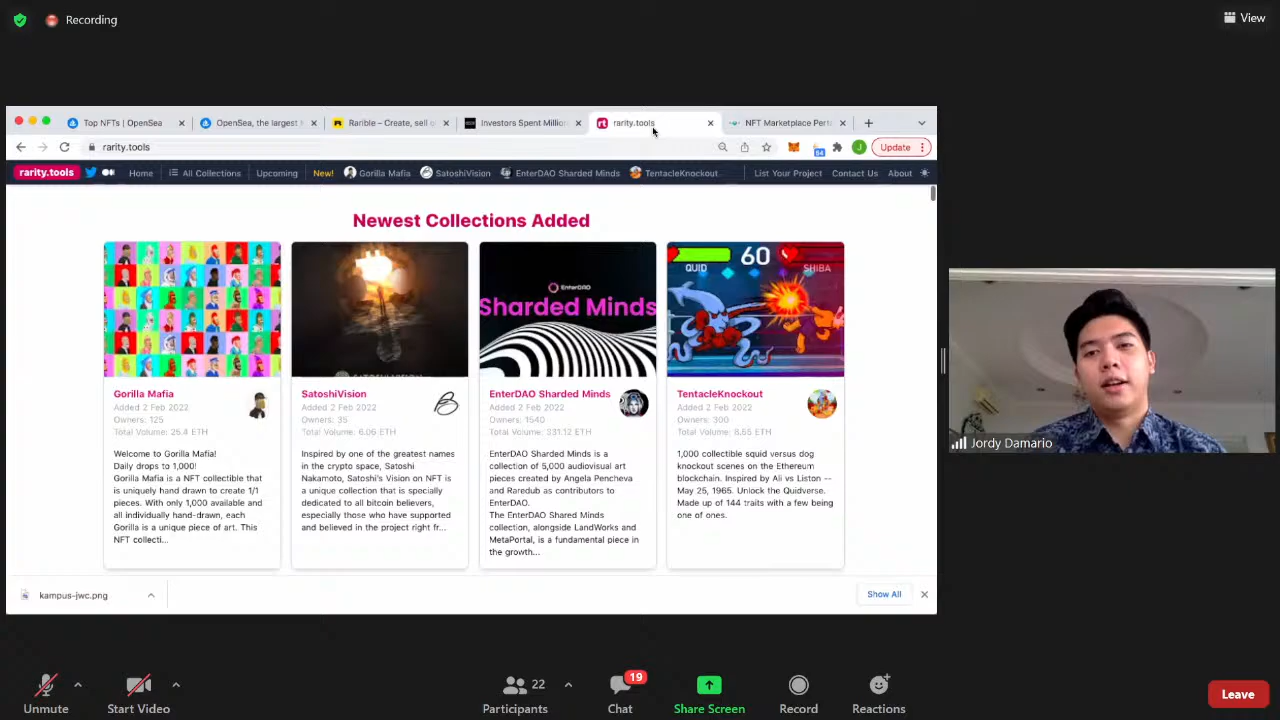 Recording
View
Top NFTs | OpenSea
OpenSea, the largest
Rarible – Create, sell o
Investors Spent Million
rarity.tools
NFT Marketplace Pert
rarity.tools
Update
rarity.tools
Home
All Collections
Upcoming
New!
Gorilla Mafia
SatoshiVision
EnterDAO Sharded Minds
TentacleKnockout
List Your Project
Contact Us
About
Newest Collections Added
QUID
60
SHIBA
EnterDAO
Sharded Minds
SATOSHIVISION
Gorilla Mafia
Added 2 Feb 2022
Owners: 125
Total Volume: 25.4 ETH
Welcome to Gorilla Mafia!
Daily drops to 1,000!
Gorilla Mafia is a NFT collectible that
is uniquely hand drawn to create 1/1
pieces. With only 1,000 available and
all individually hand-drawn, each
Gorilla is a unique piece of art. This
NFT collecti...
SatoshiVision
Added 2 Feb 2022
Owners: 35
Total Volume: 6.06 ETH
Inspired by one of the greatest names
in the crypto space, Satoshi
Nakamoto, Satoshi's Vision on NFT is
a unique collection that is specially
dedicated to all bitcoin believers,
especially those who have supported
and believed in the project right fr...
EnterDAO Sharded Minds
Added 2 Feb 2022
Owners: 1540
Total Volume: 931.12 ETH
EnterDAO Sharded Minds is a
collection of 5,000 audiovisual art
pieces created by Angela Pencheva
and Raredub as contributors to
EnterDAO.
The EnterDAO Shared Minds
collection, alongside LandWorks and
MetaPortal, is a fundamental piece in
the growth...
TentacleKnockout
Added 2 Feb 2022
Owners: 300
Total Volume: 8.55 ETH
1,000 collectible squid versus dog
knockout scenes on the Ethereum
blockchain. Inspired by Ali vs Liston --
May 25, 1965. Unlock the Quidverse.
Made up of 144 traits with a few being
one of ones.
kampus-jwc.png
Show All
Jordy Damario
Unmute
Start Video
22
Participants
19
Chat
Share Screen
Record
Reactions
Leave